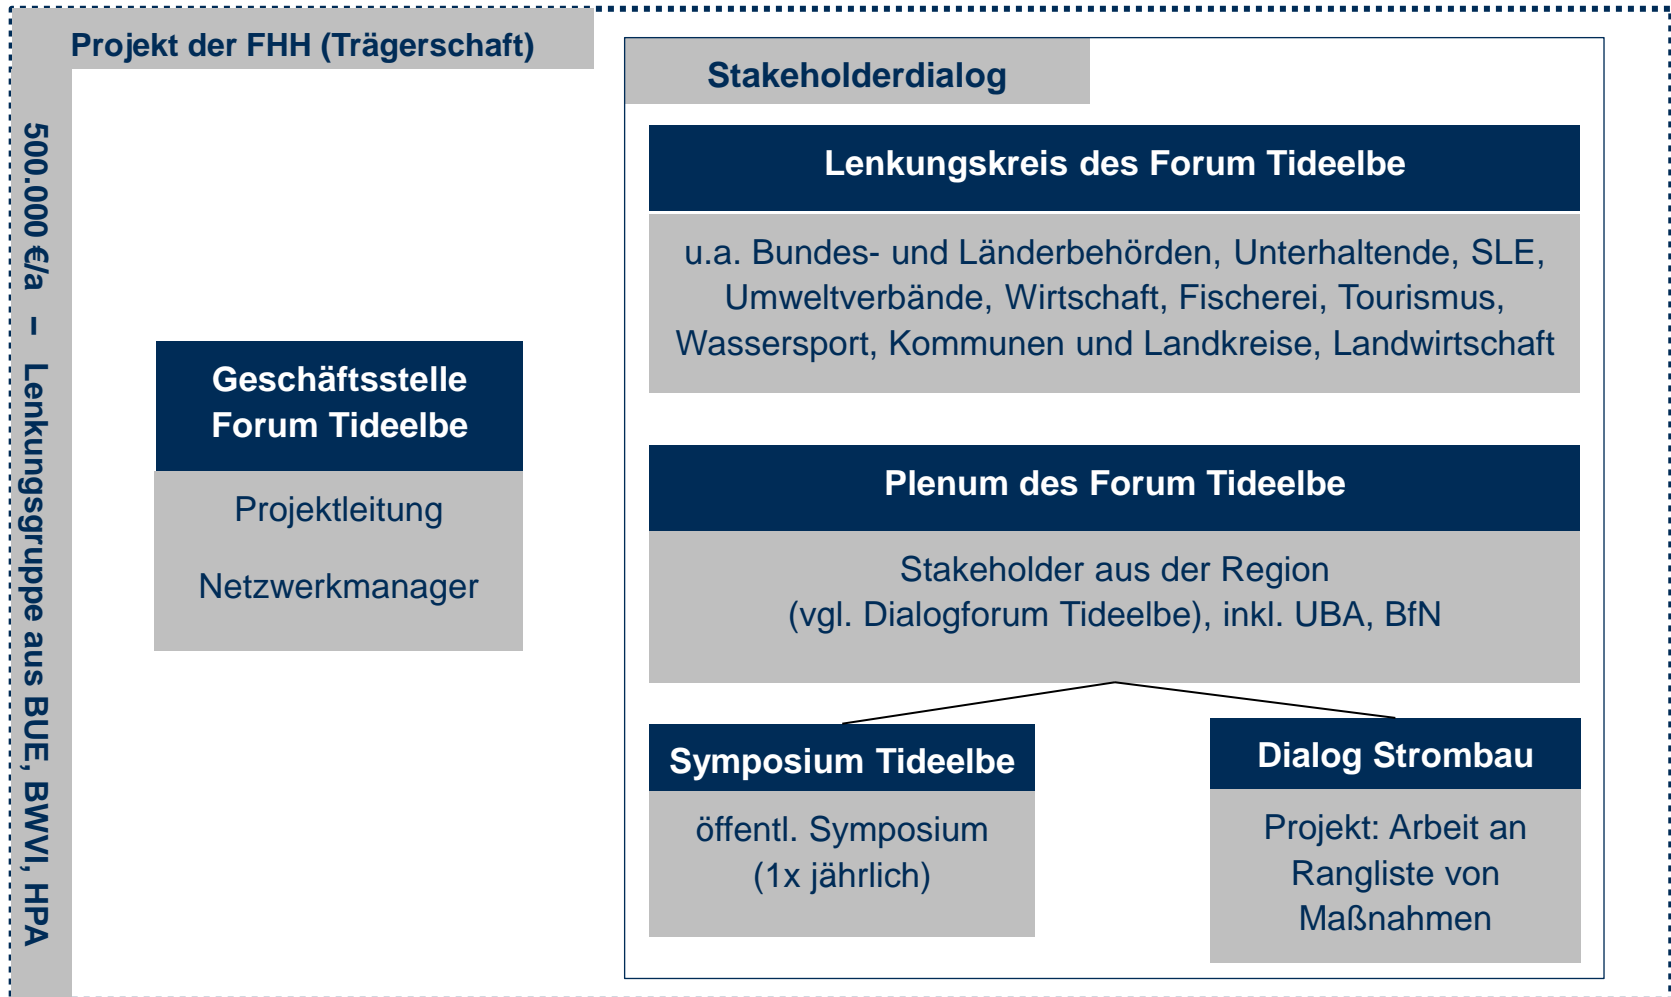 Projekt der FHH (Trägerschaft)
500.000 €/a – Lenkungsgruppe aus BUE, BWVI, HPA
Geschäftsstelle
Forum Tideelbe
Projektleitung
Netzwerkmanager
Stakeholderdialog
Lenkungskreis des Forum Tideelbe
u.a. Bundes- und Länderbehörden, Unterhaltende, SLE,
Umweltverbände, Wirtschaft, Fischerei, Tourismus,
Wassersport, Kommunen und Landkreise, Landwirtschaft
Plenum des Forum Tideelbe
Stakeholder aus der Region
(vgl. Dialogforum Tideelbe), inkl. UBA, BfN
Symposium Tideelbe
öffentl. Symposium
(1x jährlich)
Dialog Strombau
Projekt: Arbeit an
Rangliste von
Maßnahmen